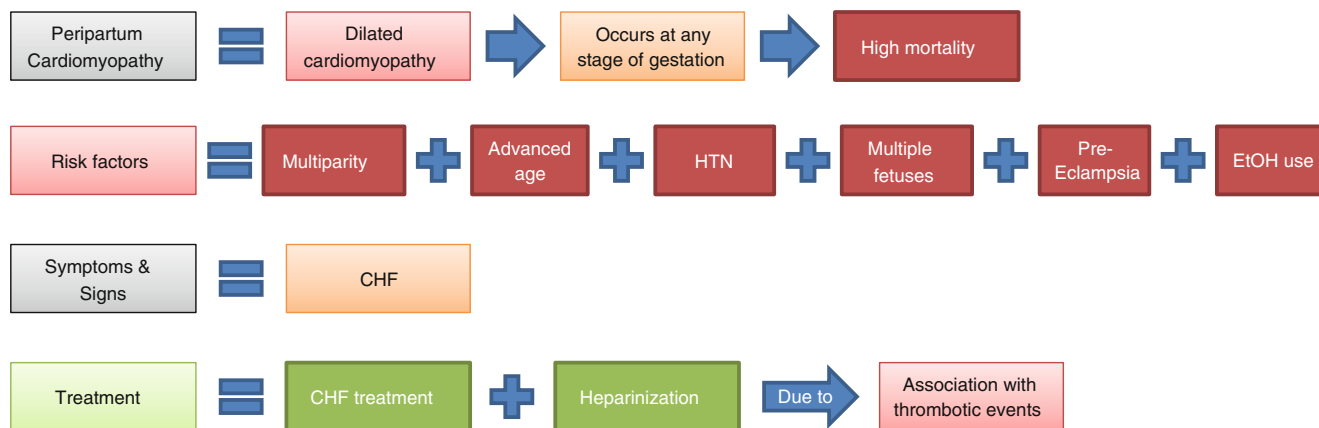 Peripartum
Cardiomyopathy
Dilated
cardiomyopathy
Occurs at any
stage of gestation
High mortality
Risk factors
Multiparity
Advanced
age
HTN
Multiple
fetuses
Pre-
Eclampsia
EtOH use
Symptoms &
Signs
CHF
Treatment
CHF treatment
Heparinization
Due to
Association with
thrombotic events